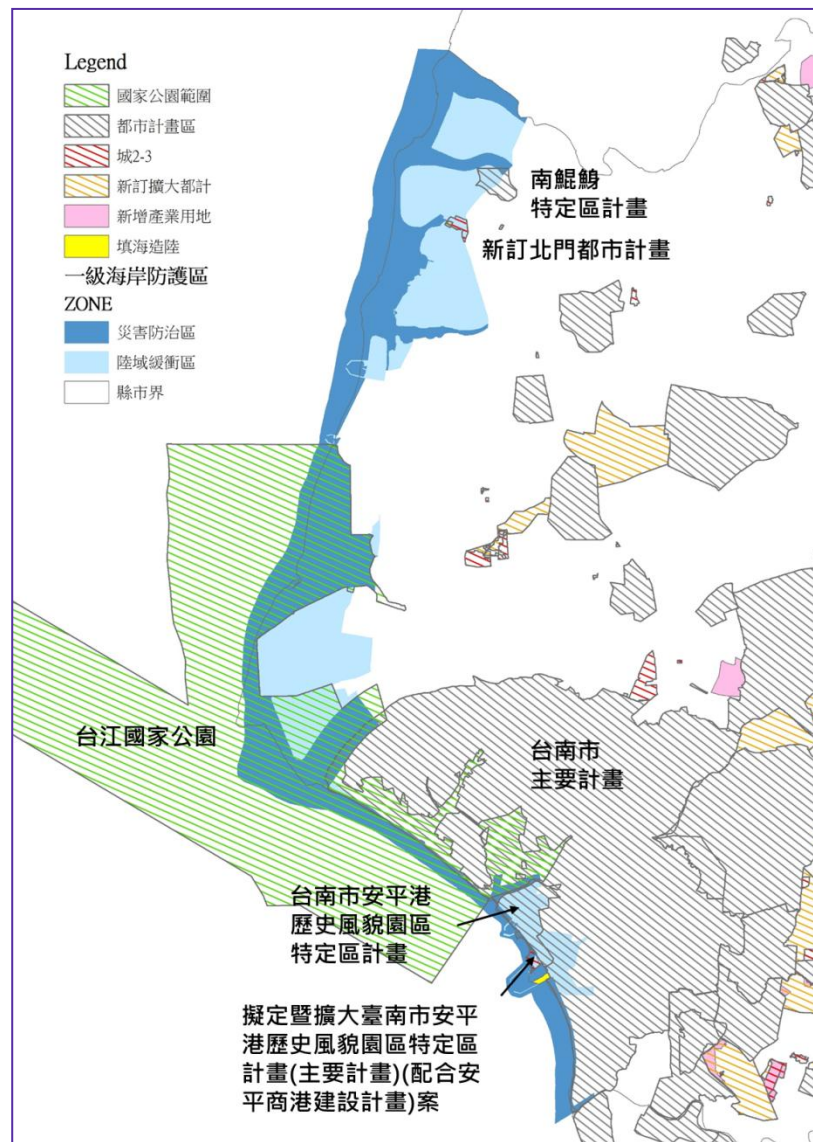 Legend
國家公園範圍
都市計畫區
城2-3
新訂擴大都計
新增產業用地
填海造陸
一級海岸防護區
ZONE
災害防治區
陸域緩衝區
縣市界
南鯤鯓
特定區計畫
新訂北門都市計畫
台江國家公園
台南市
主要計畫
台南市安平港
歷史風貌園區
特定區計畫
擬定暨擴大臺南市安平
港歷史風貌園區特定區
計畫(主要計畫)(配合安
平商港建設計畫)案